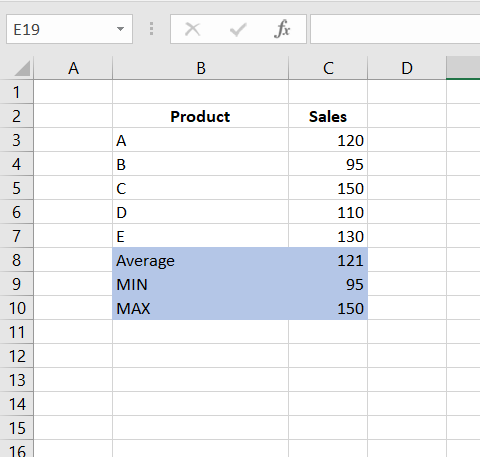 E19 fx
A B C D
1
2 Product Sales
3 A 120
4 B 95
5 C 150
6 D 110
7 E 130
8 Average 121
9 MIN 95
10 MAX 150
11
12
13
14
15
16